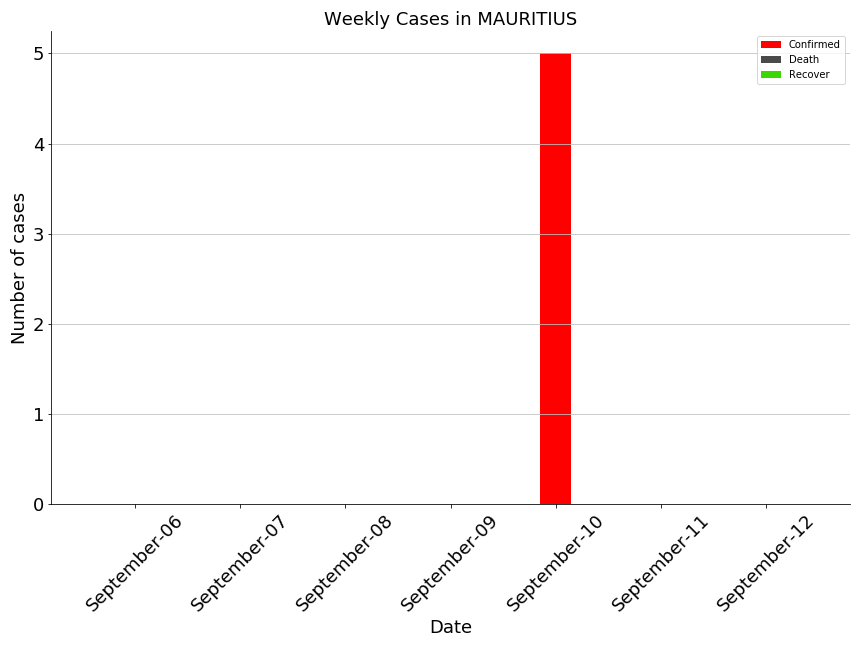 Weekly Cases in MAURITIUS
Confirmed
Death
Recover
Number of cases
5
4
3
2
1
0
September-06
September-07
September-08
September-09
September-10
September-11
September-12
Date